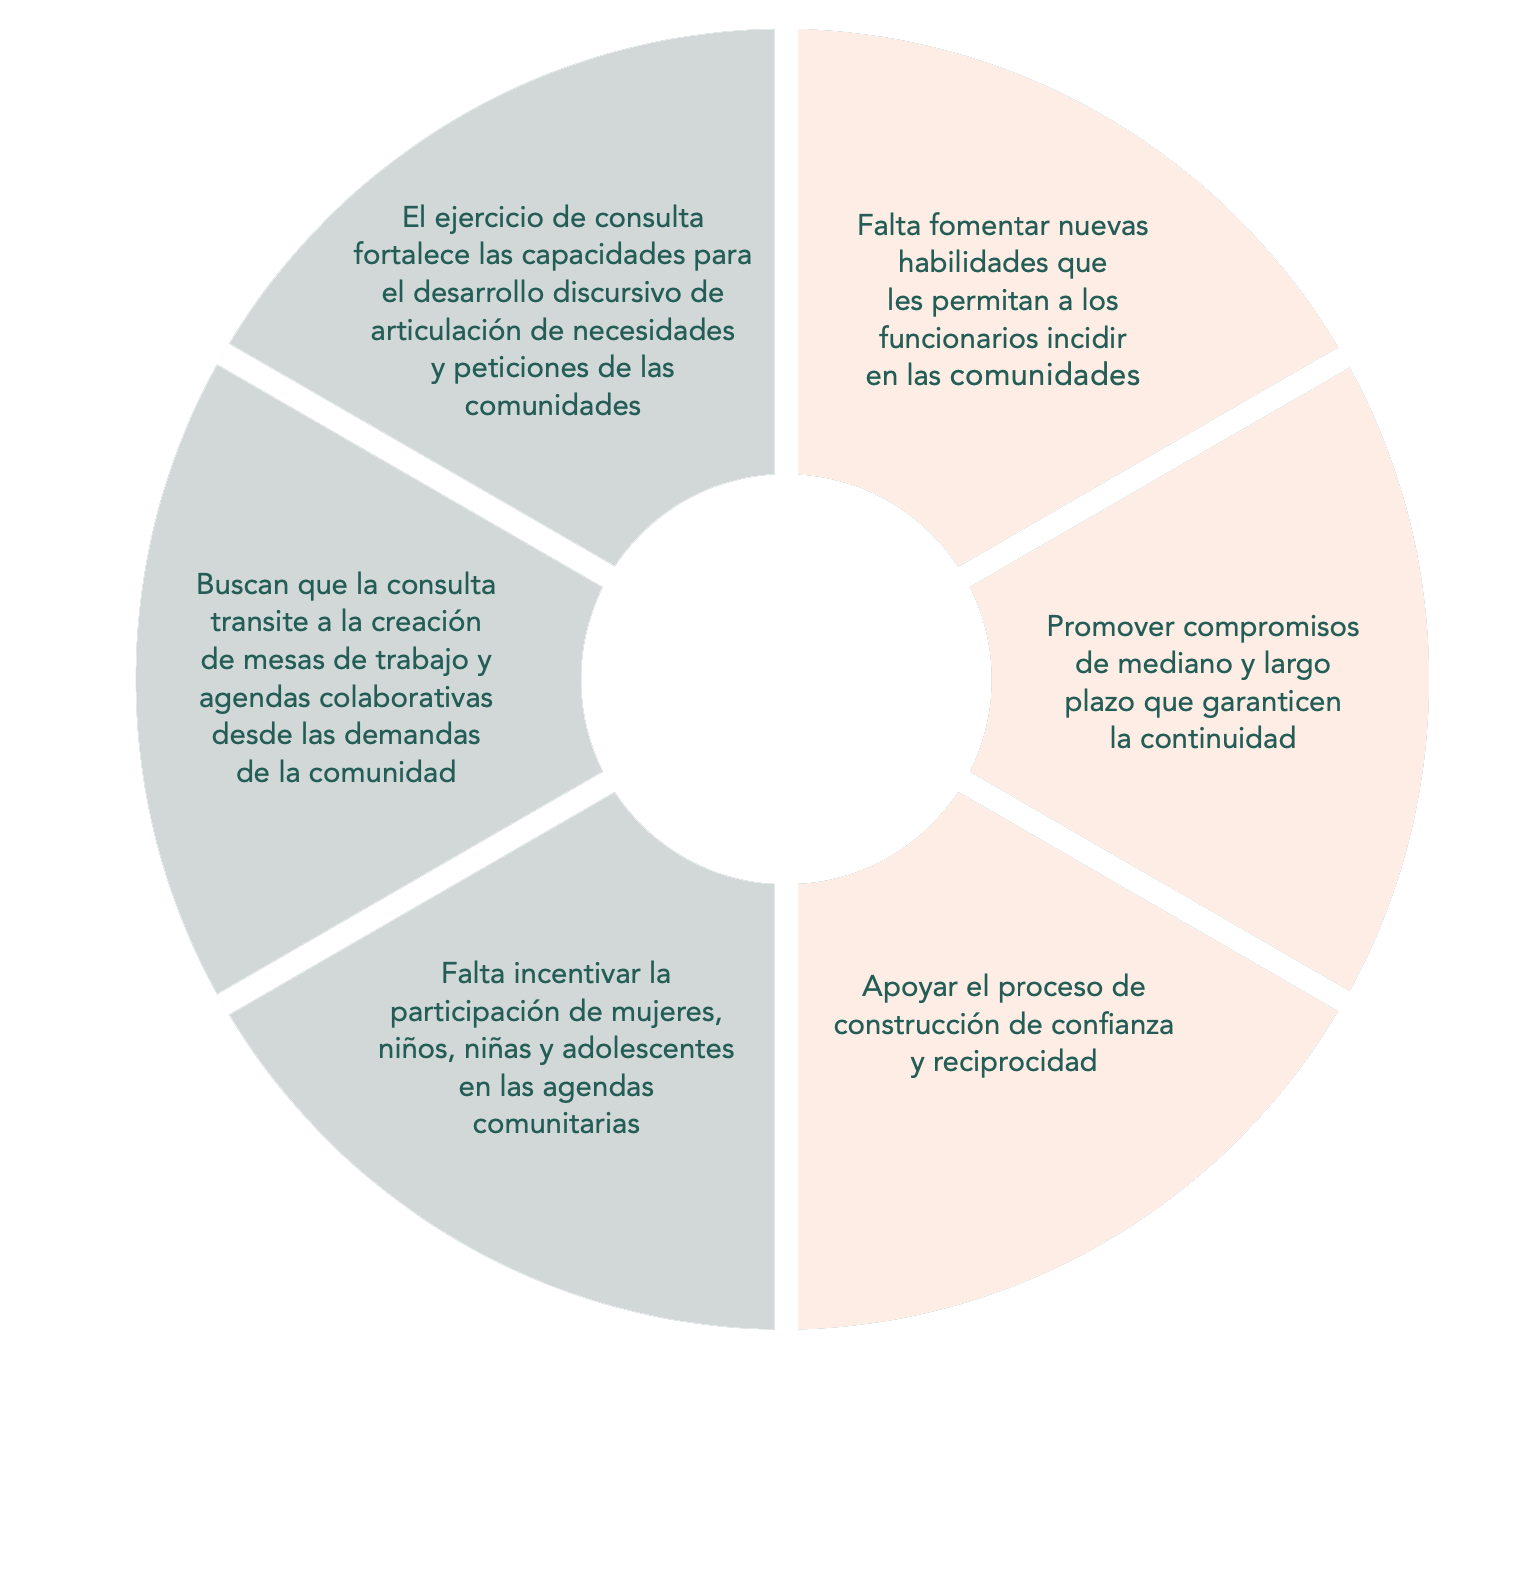 El ejercicio de consulta
fortalece las capacidades para
el desarrollo discursivo de
articulación de necesidades
y peticiones de las
comunidades
Falta fomentar nuevas
habilidades que
les permitan a los
funcionarios incidir
en las comunidades
Buscan que la consulta
transite a la creación
de mesas de trabajo y
agendas colaborativas
desde las demandas
de la comunidad
Promover compromisos
de mediano y largo
plazo que garanticen
la continuidad
Falta incentivar la
participación de mujeres,
niños, niñas y adolescentes
en las agendas
comunitarias
Apoyar el proceso de
construcción de confianza
y reciprocidad